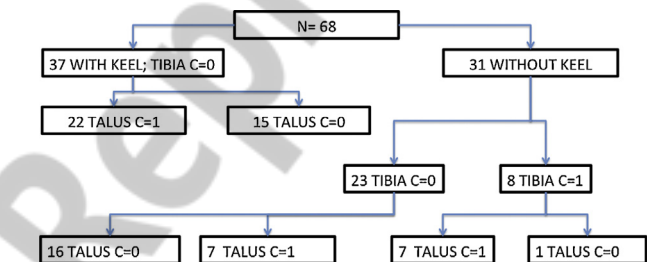 N= 68
37 WITH KEEL; TIBIA C=0
31 WITHOUT KEEL
22 TALUS C=1
15 TALUS C=0
23 TIBIA C=0
8 TIBIA C=1
16 TALUS C=0
7 TALUS C=1
7 TALUS C=1
1 TALUS C=0